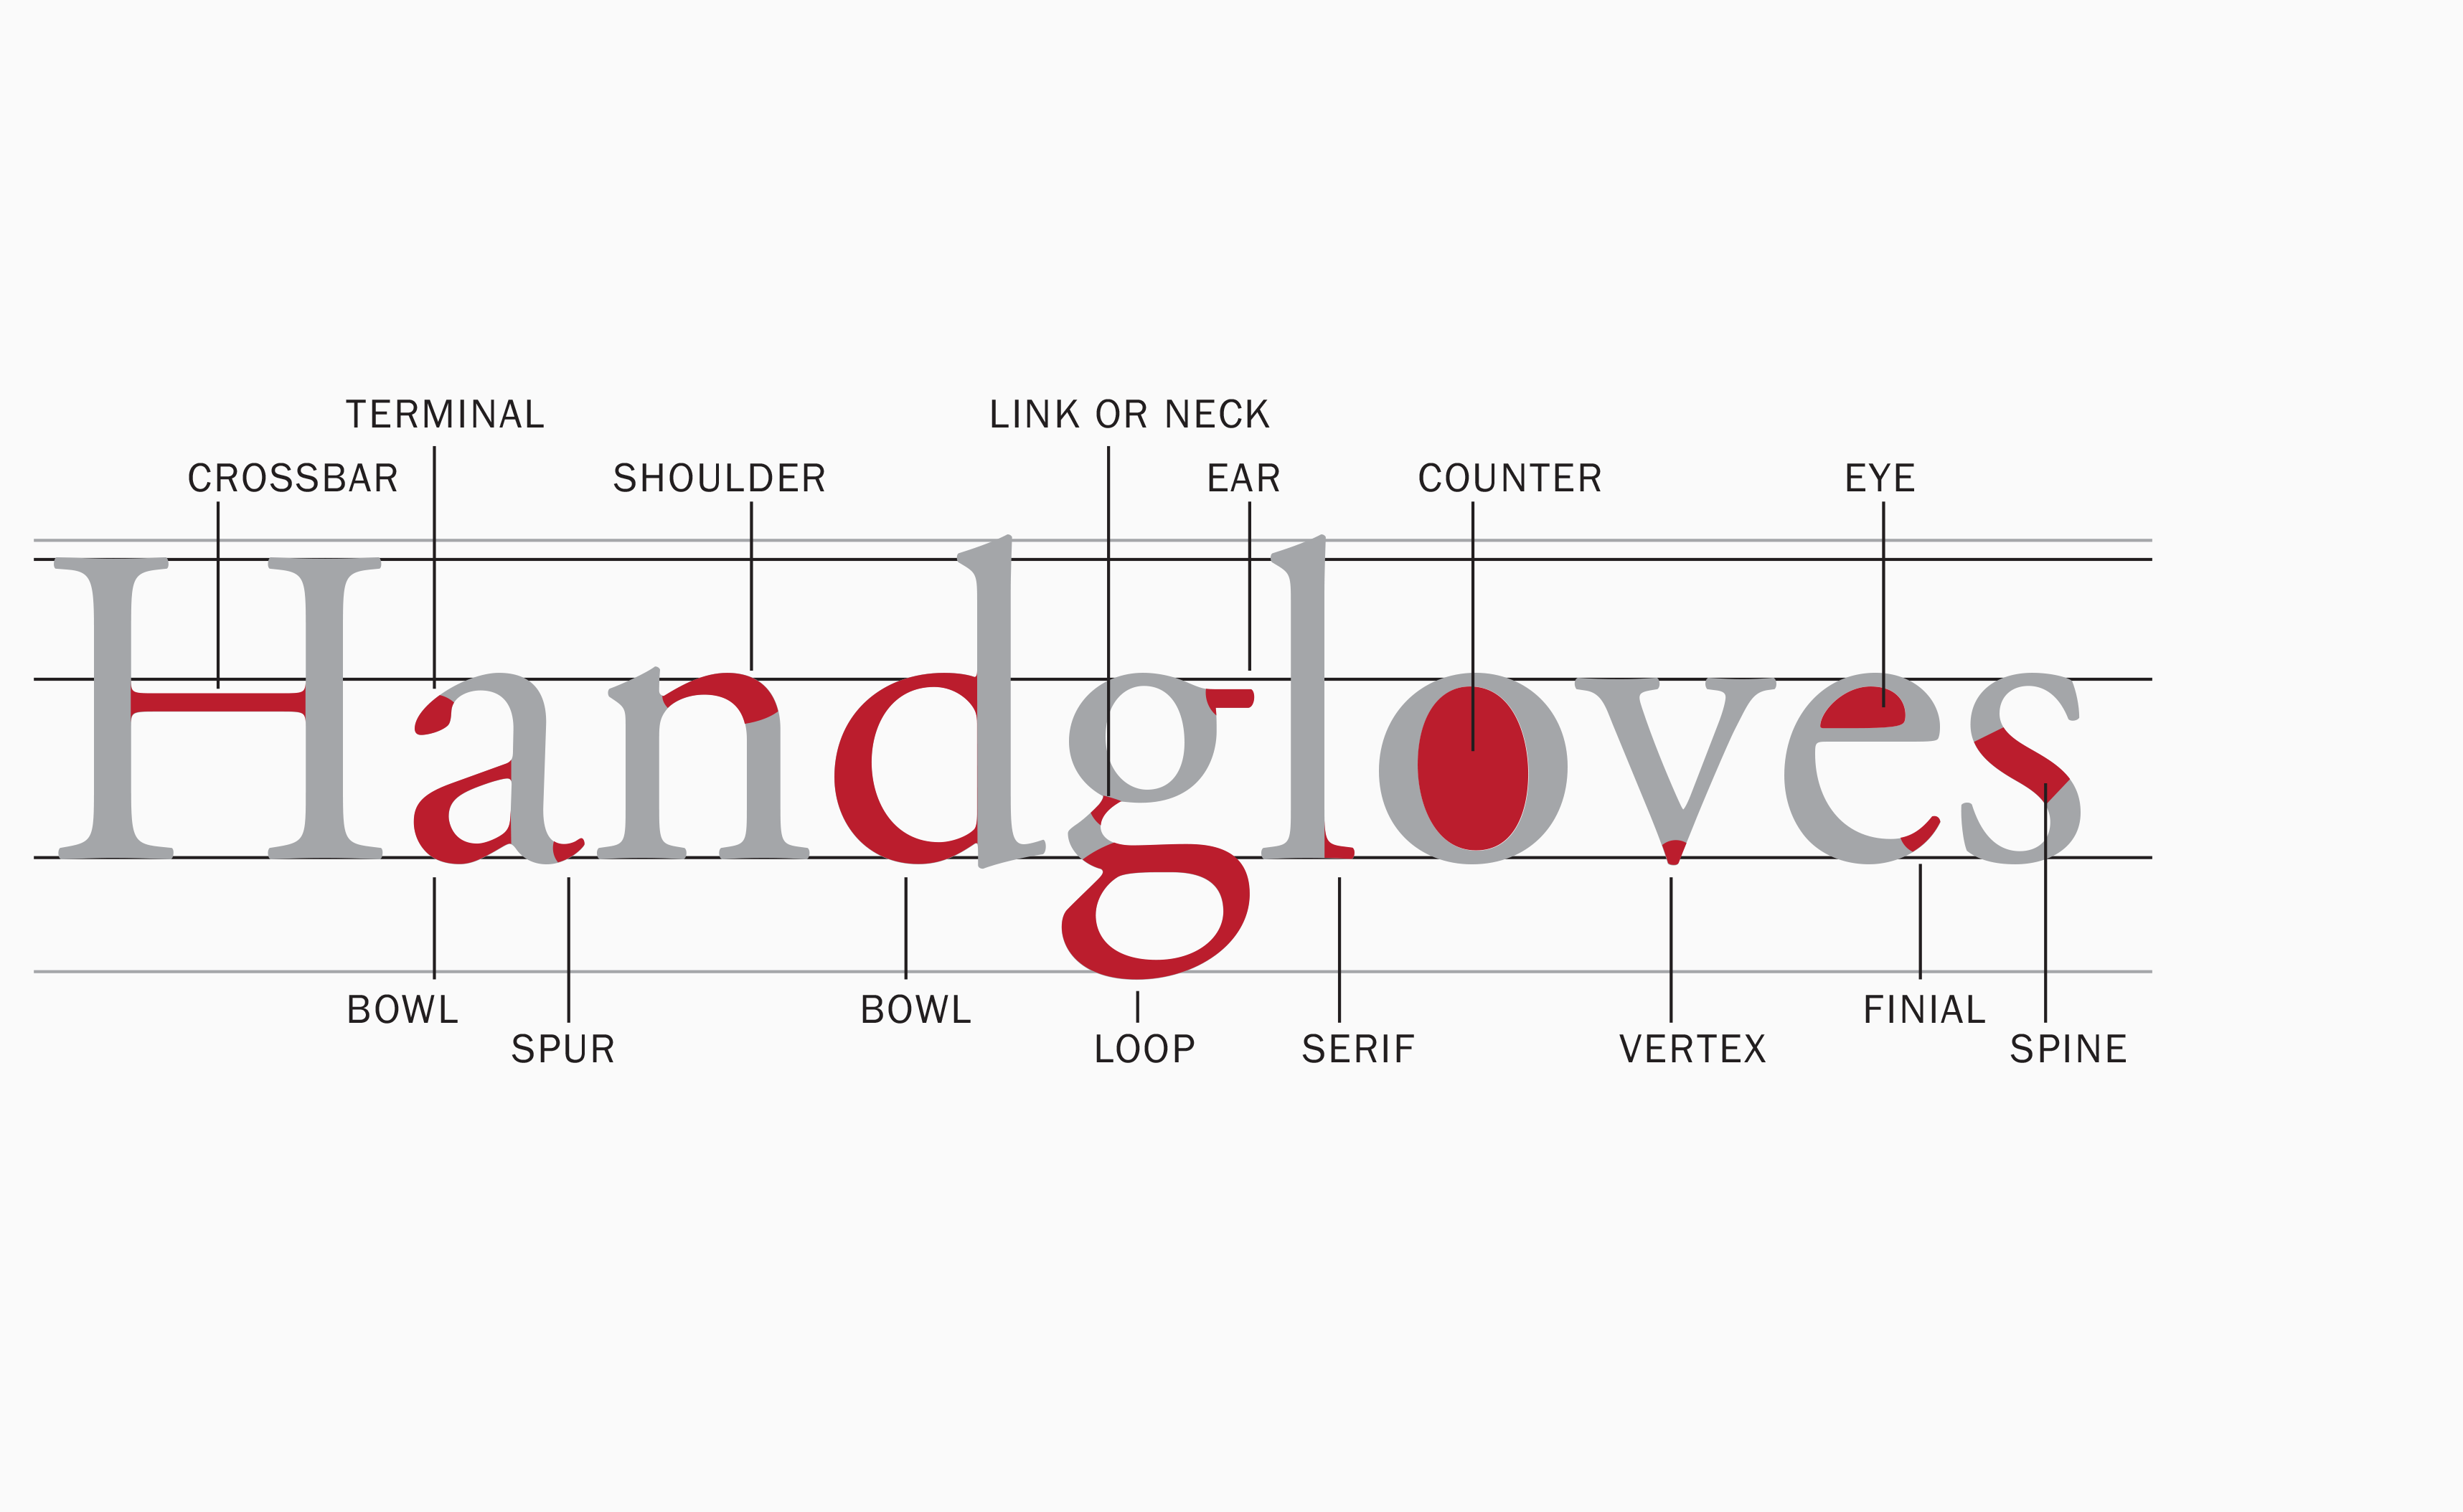 TERMINAL LINK OR NECK
CROSSBAR SHOULDER EAR COUNTER EYE
Handgloves
BOWL BOWL FINIAL
SPUR LOOP SERIF VERTEX SPINE